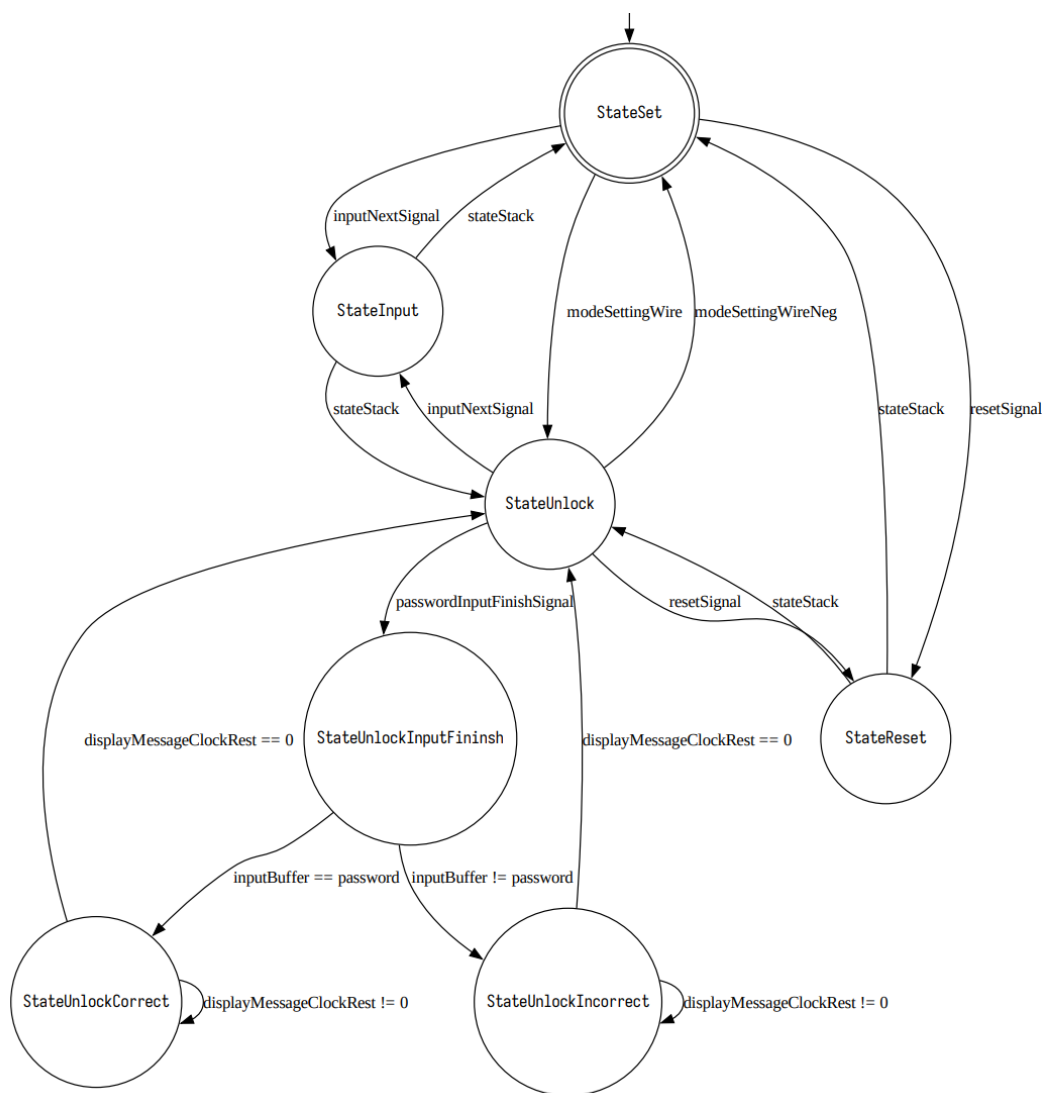 StateSet
inputNextSignal
stateStack
StateInput
modeSettingWire
modeSettingWireNeg
stateStack
inputNextSignal
stateStack
resetSignal
StateUnlock
passwordInputFinishSignal
resetSignal
stateStack
displayMessageClockRest == 0
StateUnlockInputFininsh
displayMessageClockRest == 0
StateReset
inputBuffer == password
inputBuffer != password
StateUnlockCorrect
displayMessageClockRest != 0
StateUnlockIncorrect
displayMessageClockRest != 0